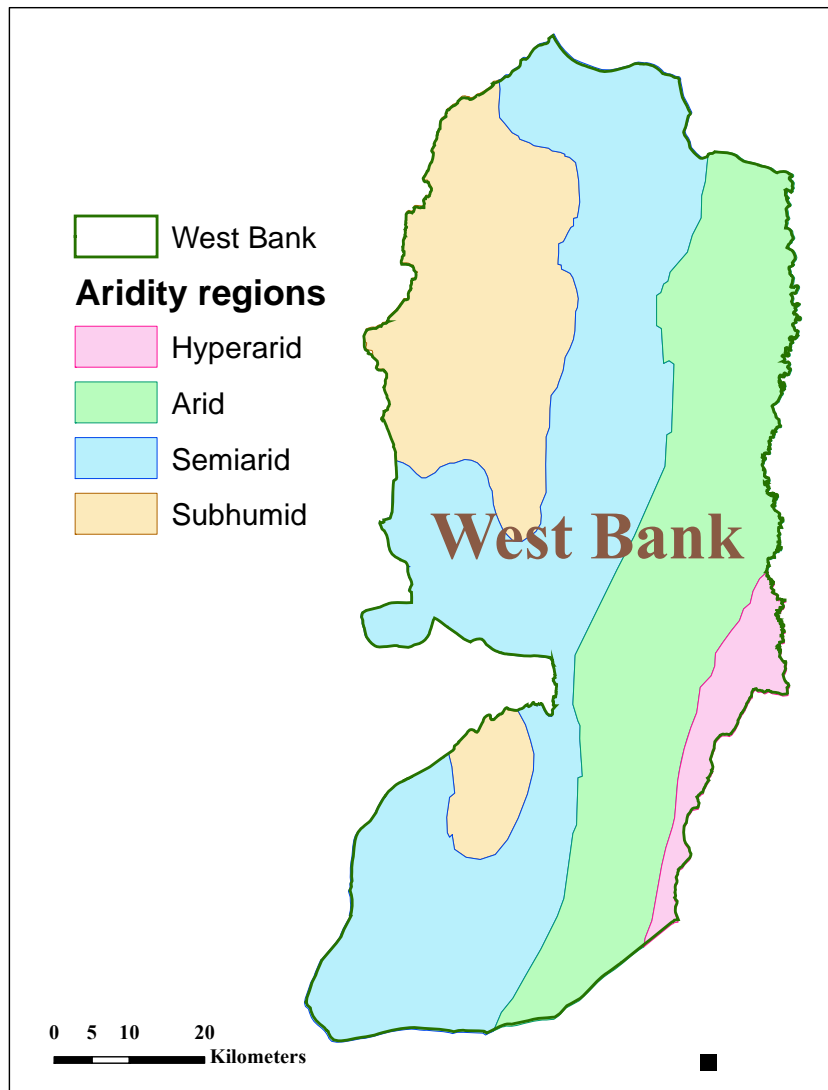 West Bank
Aridity regions
Hyperarid
Arid
Semiarid
Subhumid
West Bank
0 5 10 20
Kilometers